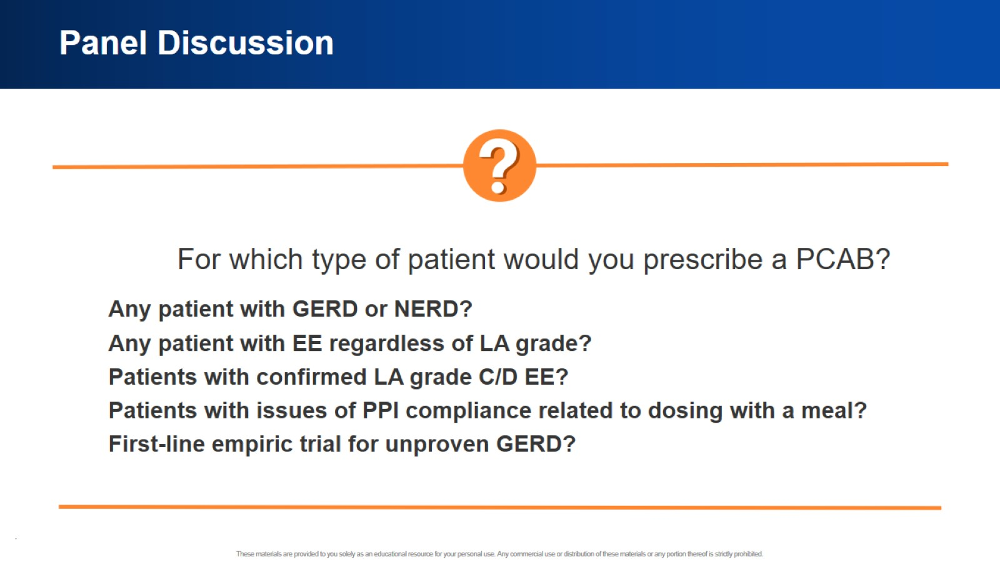 Panel Discussion
?
For which type of patient would you prescribe a PCAB?
Any patient with GERD or NERD?
Any patient with EE regardless of LA grade?
Patients with confirmed LA grade C/D EE?
Patients with issues of PPI compliance related to dosing with a meal?
First-line empiric trial for unproven GERD?
.
These materials are provided to you solely as an educational resource for your personal use. Any commercial use or distribution of these materials or any portion thereof is strictly prohibited.